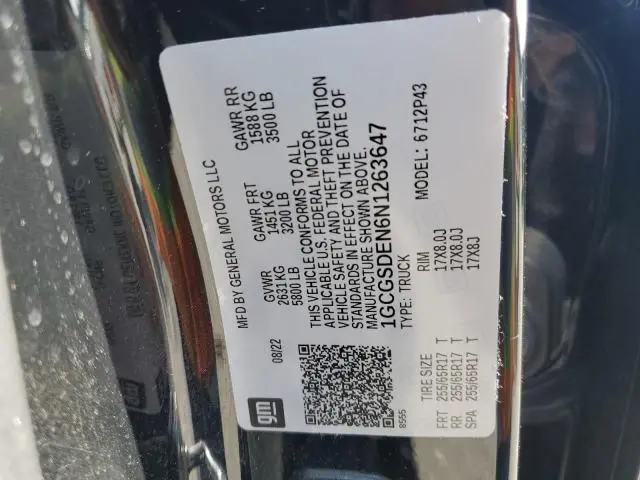 MFD BY GENERAL MOTORS LLC
08/22
GVWR
2631 KG
5800 LB
GAWR FRT
1451 KG
3200 LB
GAWR RR
1588 KG
3500 LB
THIS VEHICLE CONFORMS TO ALL
APPLICABLE U.S. FEDERAL MOTOR
VEHICLE SAFETY AND THEFT PREVENTION
STANDARDS IN EFFECT ON THE DATE OF
MANUFACTURE SHOWN ABOVE.
1GCGSDEN6N1263647
TYPE: TRUCK
MODEL: 6712P43
gm
8555
TIRE SIZE RIM
FRT 255/65R17 T 17X8.0J
RR 255/65R17 T 17X8.0J
SPA 255/65R17 T 17X8J